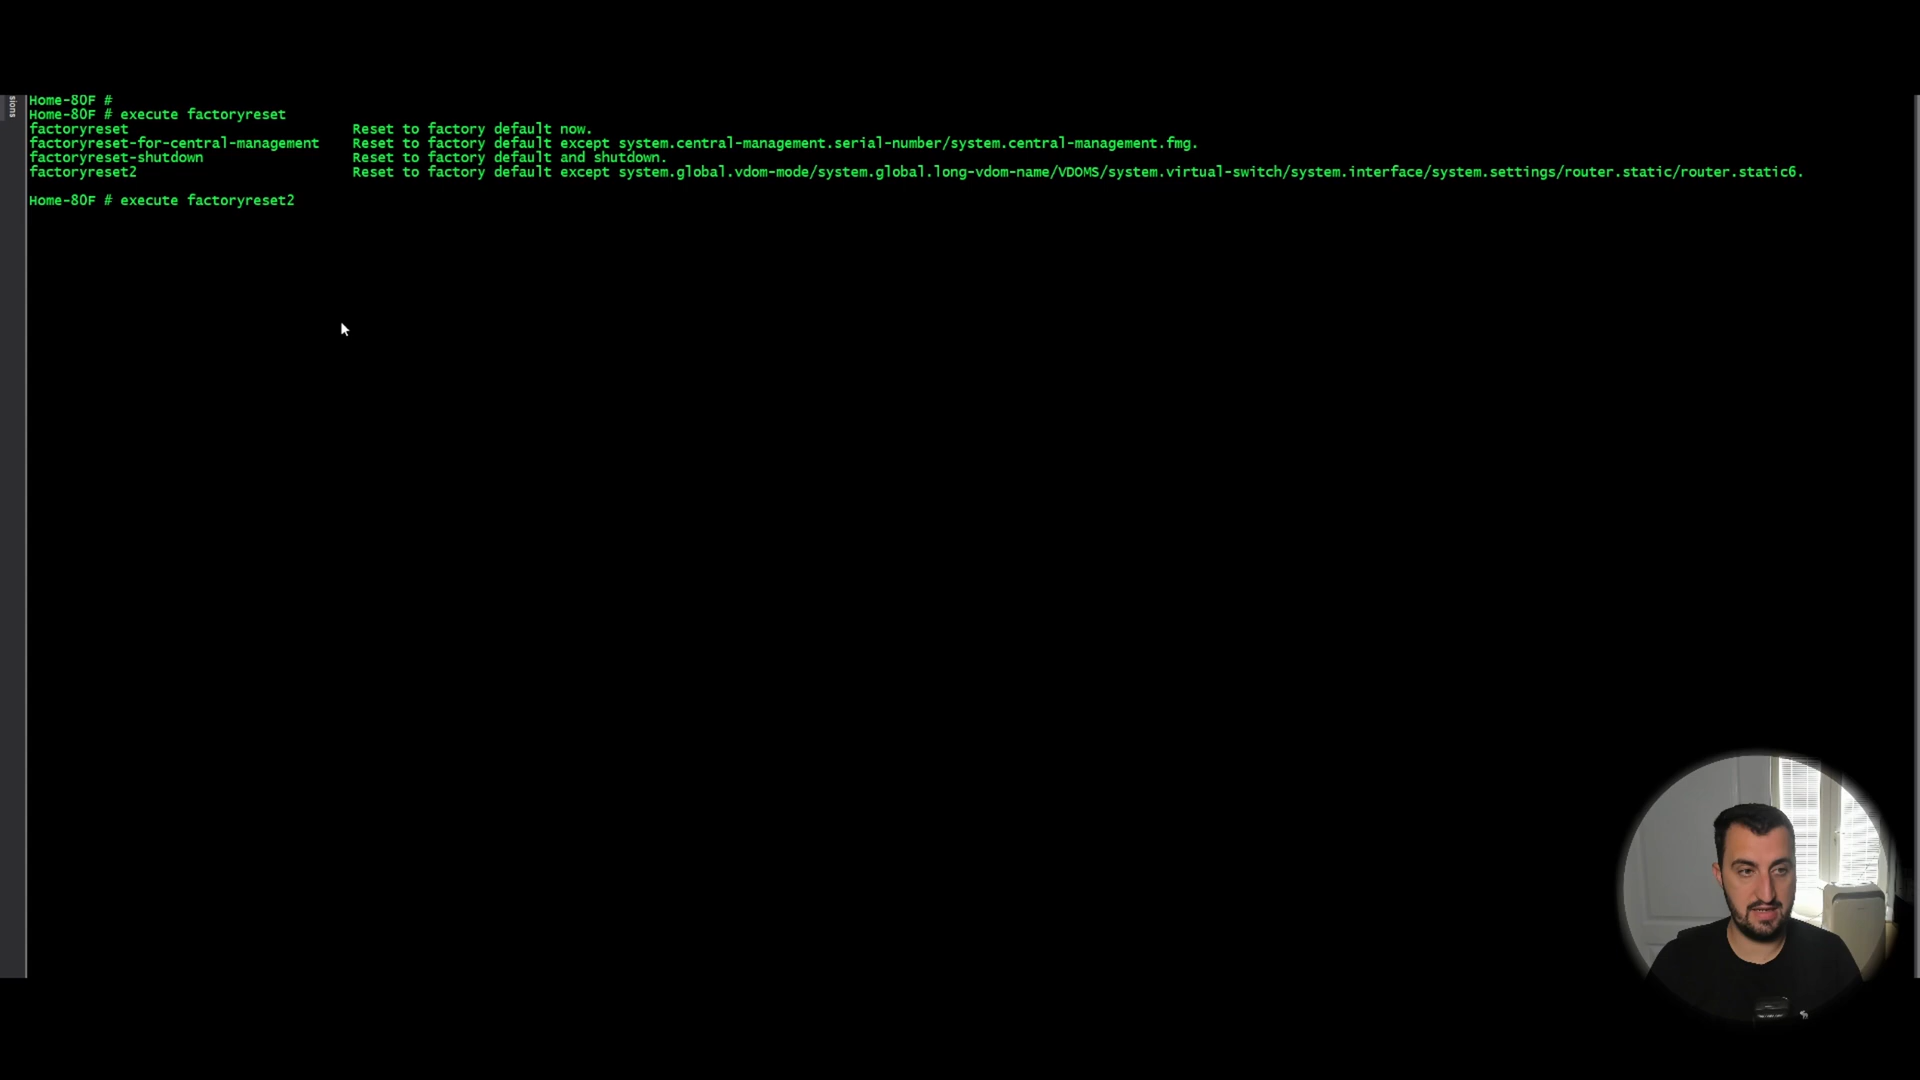 sions
Home-80F #
Home-80F # execute factoryreset
factoryreset Reset to factory default now.
factoryreset-for-central-management Reset to factory default except system.central-management.serial-number/system.central-management.fmg.
factoryreset-shutdown Reset to factory default and shutdown.
factoryreset2 Reset to factory default except system.global.vdom-mode/system.global.long-vdom-name/VDOMS/system.virtual-switch/system.interface/system.settings/router.static/router.static6.
Home-80F # execute factoryreset2